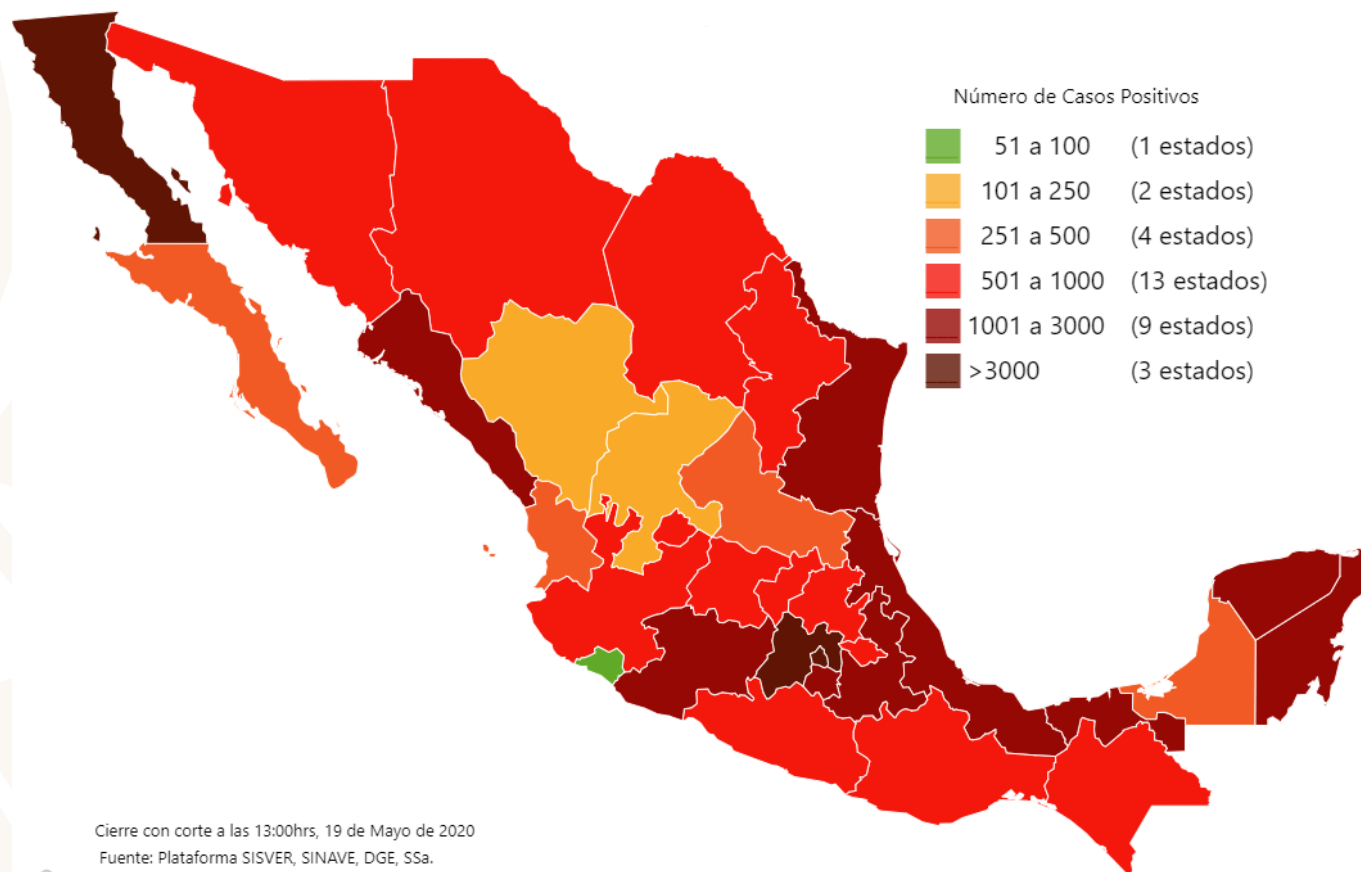 Número de Casos Positivos
51 a 100 (1 estados)
101 a 250 (2 estados)
251 a 500 (4 estados)
501 a 1000 (13 estados)
1001 a 3000 (9 estados)
>3000 (3 estados)
Cierre con corte a las 13:00hrs, 19 de Mayo de 2020
Fuente: Plataforma SISVER, SINAVE, DGE, SSa.